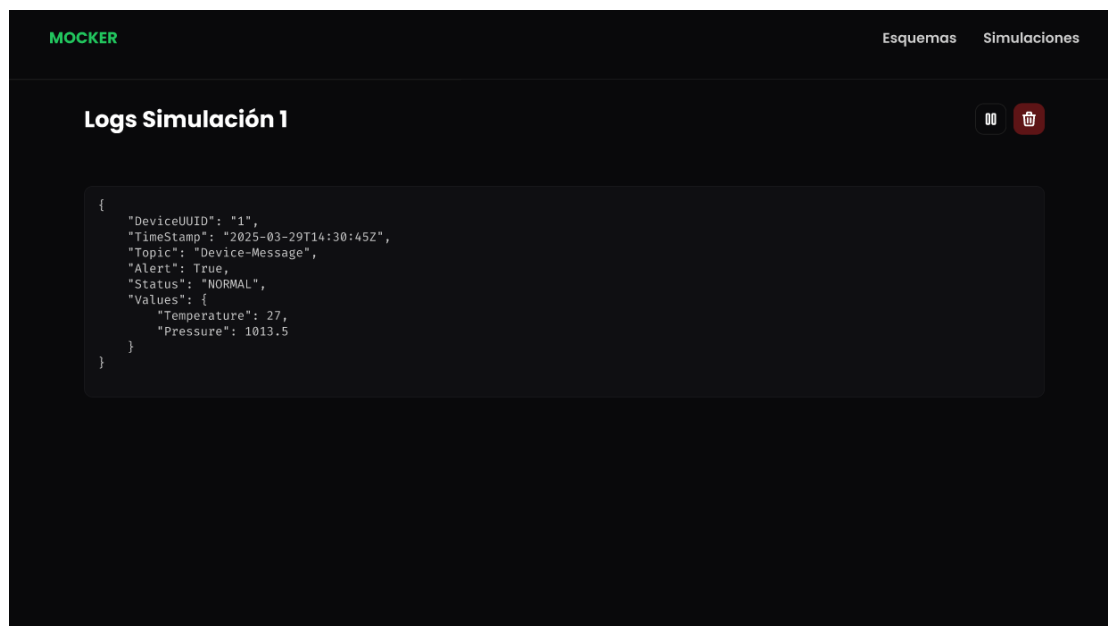 MOCKER
Esquemas
Simulaciones
Logs Simulación 1
{
    "DeviceUUID": "1",
    "TimeStamp": "2025-03-29T14:30:45Z",
    "Topic": "Device-Message",
    "Alert": True,
    "Status": "NORMAL",
    "Values": {
        "Temperature": 27,
        "Pressure": 1013.5
    }
}